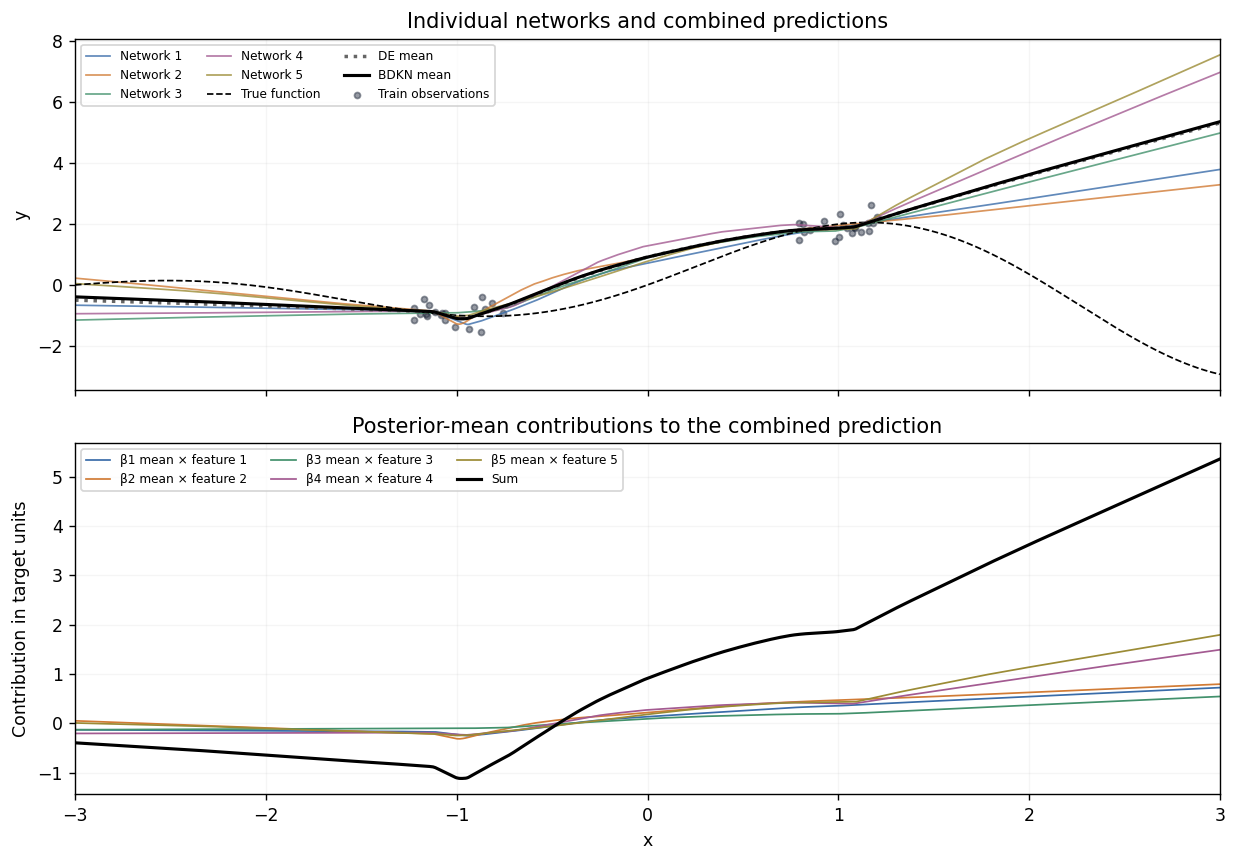 Individual networks and combined predictions
8
6
4
2
0
−2
y
Network 1
Network 2
Network 3
Network 4
Network 5
True function
DE mean
BDKN mean
Train observations
Posterior-mean contributions to the combined prediction
5
4
3
2
1
0
−1
Contribution in target units
β1 mean × feature 1
β2 mean × feature 2
β3 mean × feature 3
β4 mean × feature 4
β5 mean × feature 5
Sum
−3
−2
−1
0
1
2
3
x